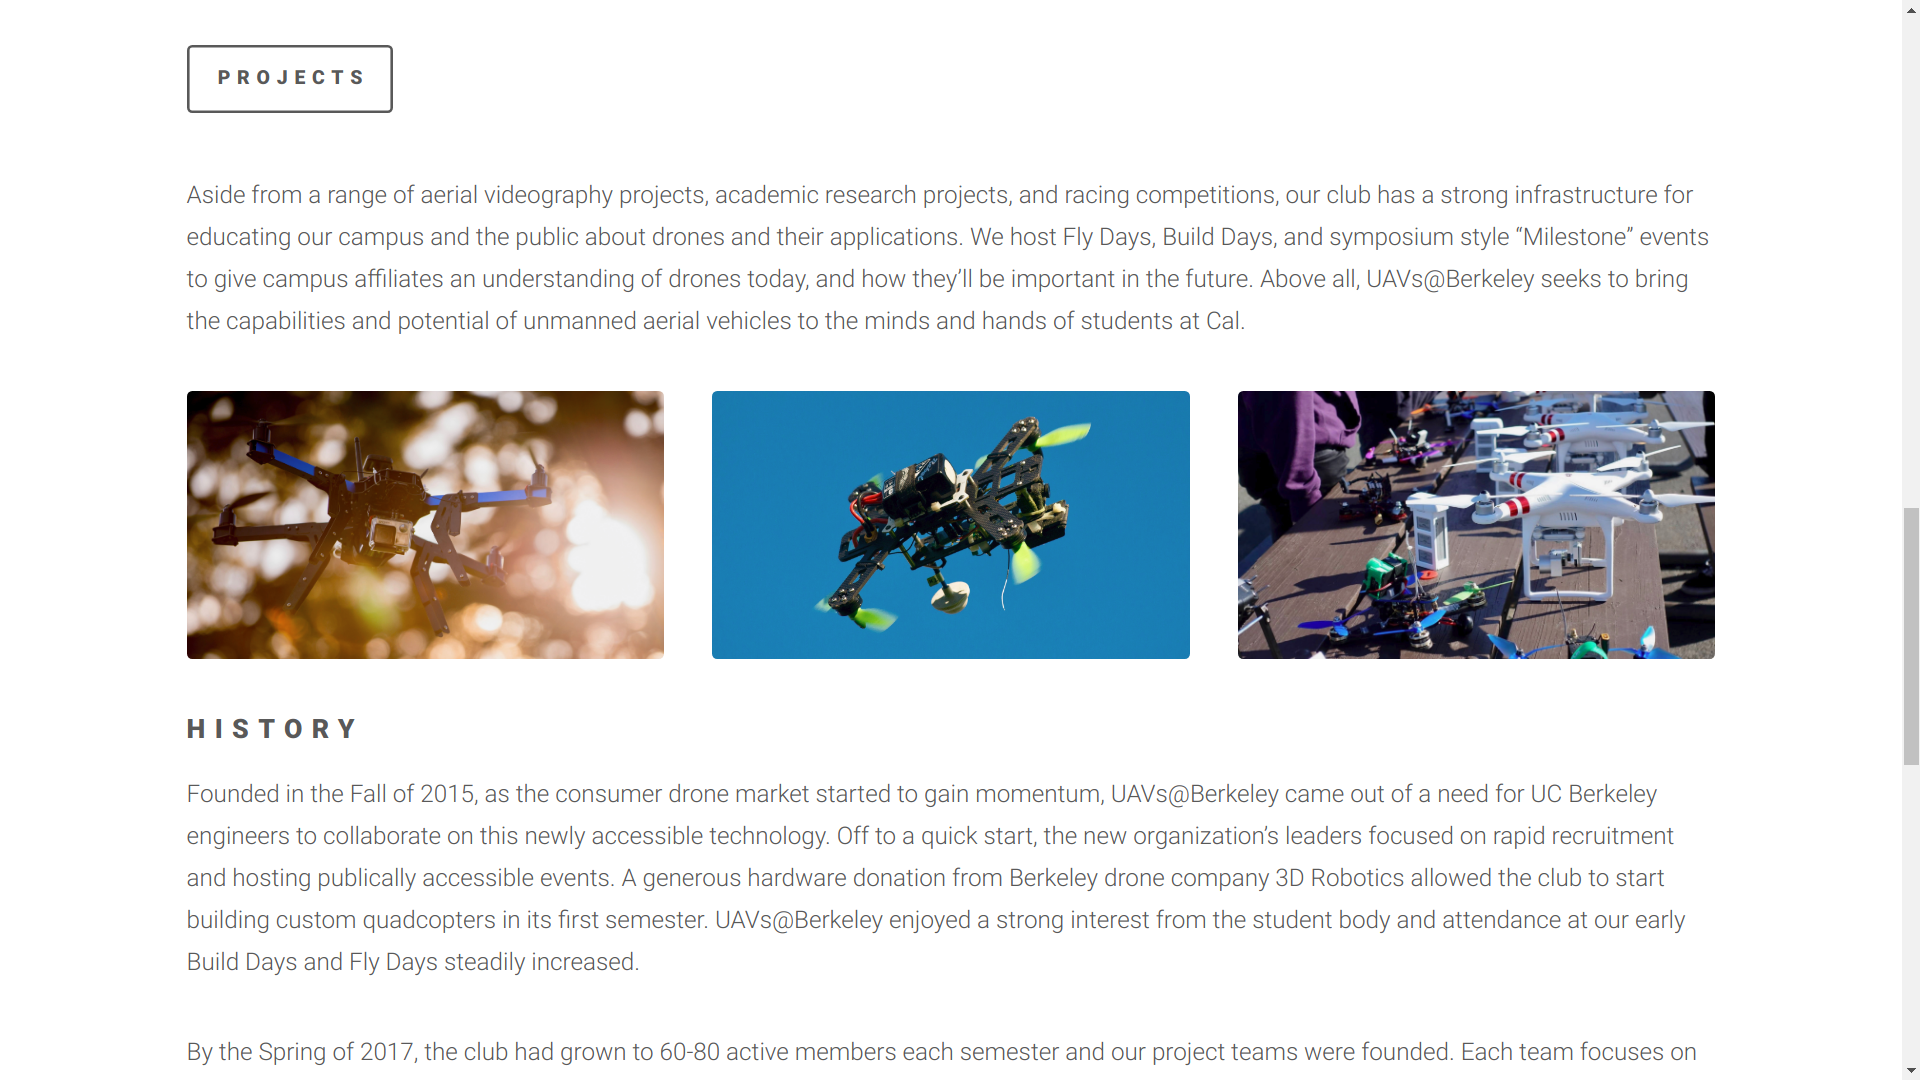 PROJECTS
Aside from a range of aerial videography projects, academic research projects, and racing competitions, our club has a strong infrastructure for
educating our campus and the public about drones and their applications. We host Fly Days, Build Days, and symposium style “Milestone” events
to give campus affiliates an understanding of drones today, and how they’ll be important in the future. Above all, UAVs@Berkeley seeks to bring
the capabilities and potential of unmanned aerial vehicles to the minds and hands of students at Cal.
HISTORY
Founded in the Fall of 2015, as the consumer drone market started to gain momentum, UAVs@Berkeley came out of a need for UC Berkeley
engineers to collaborate on this newly accessible technology. Off to a quick start, the new organization’s leaders focused on rapid recruitment
and hosting publically accessible events. A generous hardware donation from Berkeley drone company 3D Robotics allowed the club to start
building custom quadcopters in its first semester. UAVs@Berkeley enjoyed a strong interest from the student body and attendance at our early
Build Days and Fly Days steadily increased.
By the Spring of 2017, the club had grown to 60-80 active members each semester and our project teams were founded. Each team focuses on